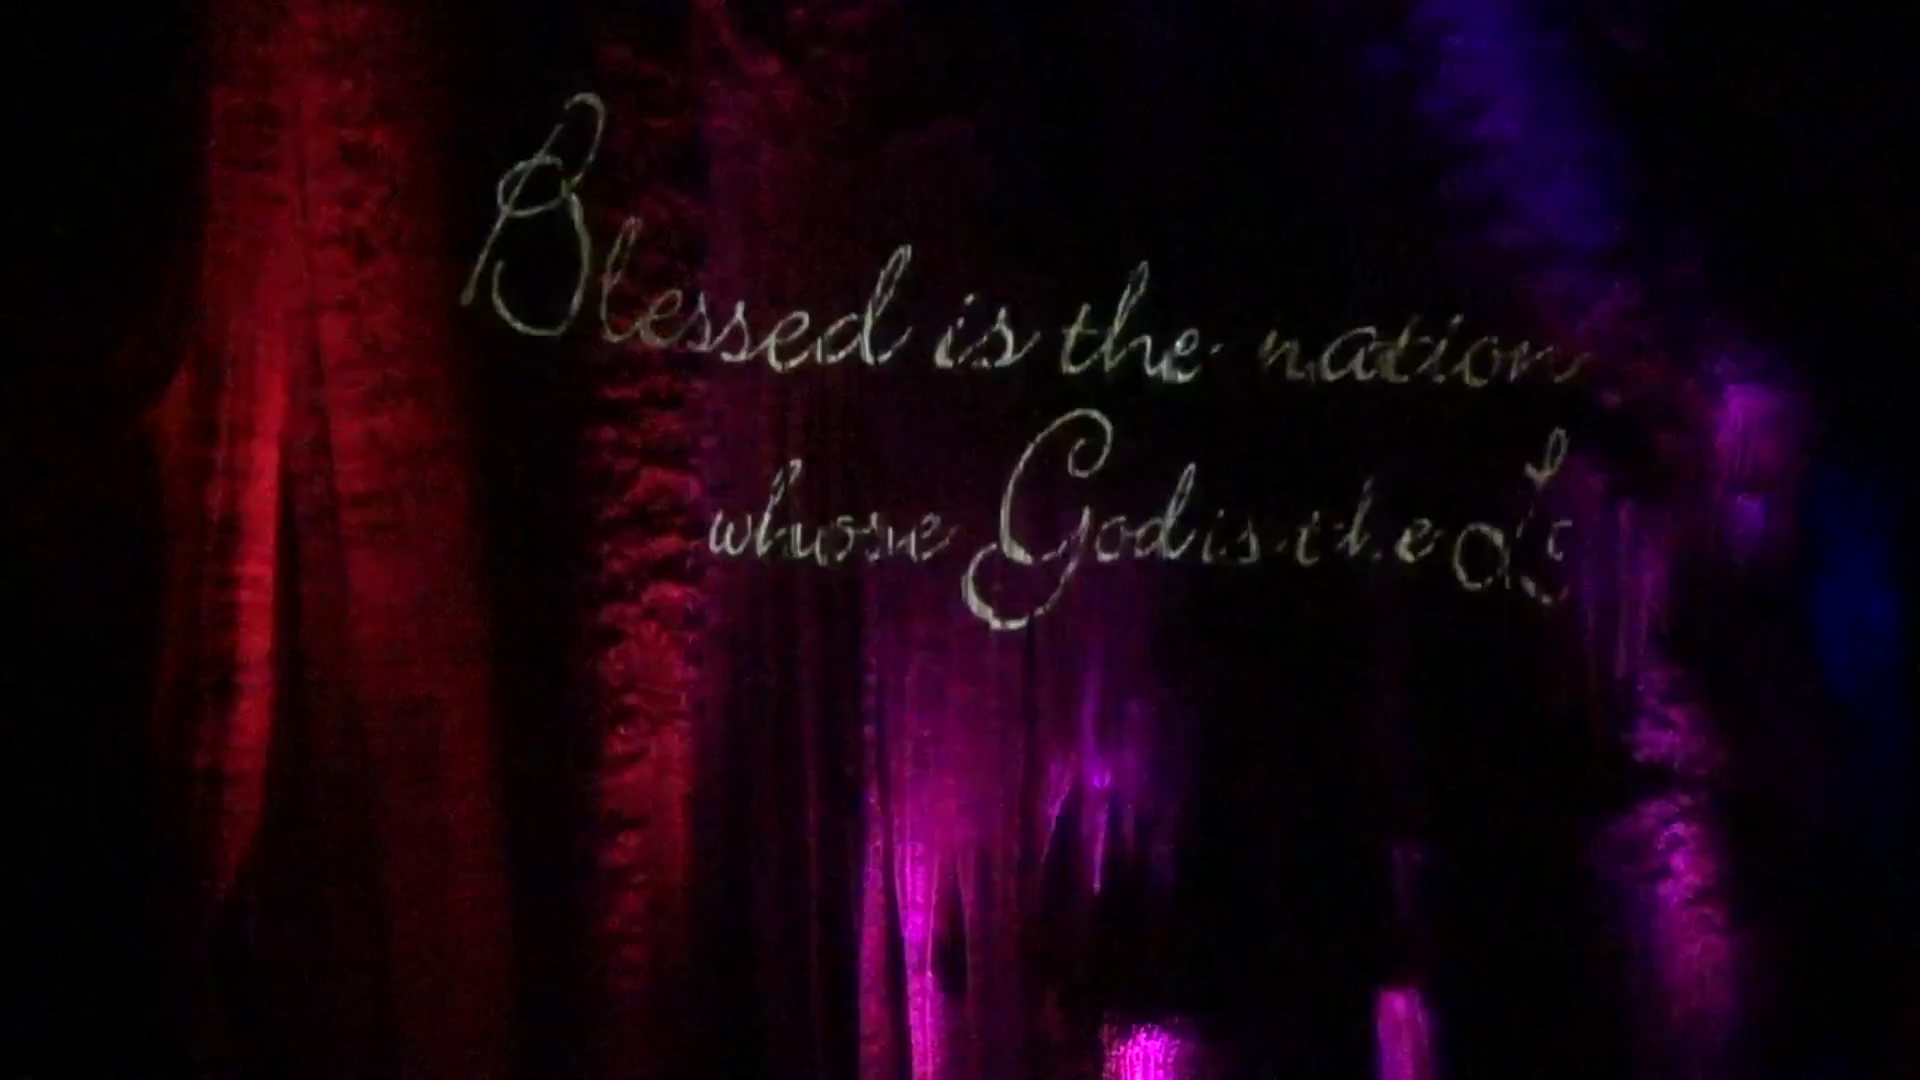 Blessed is the nation
whose God is the